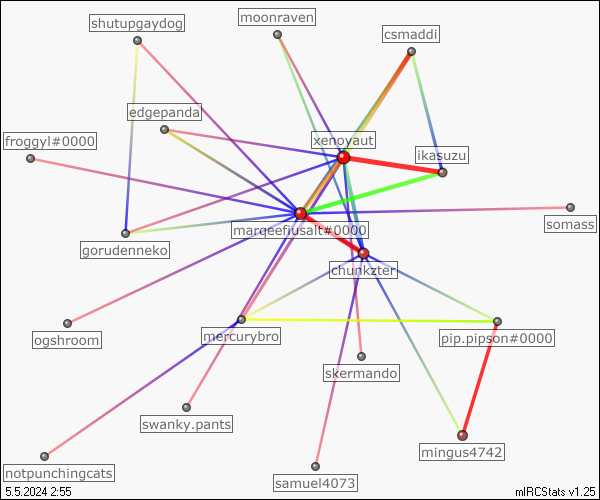 moonraven
shutupgaydog
csmaddi
edgepanda
froggyl#0000
xenoyaut
ikasuzu
somass
marqeefiusalt#0000
gorudenneko
chunkzter
ogshroom
mercurybro
pip.pipson#0000
skermando
swanky.pants
mingus4742
notpunchingcats
samuel4073
5.5.2024 2:55
mIRCStats v1.25